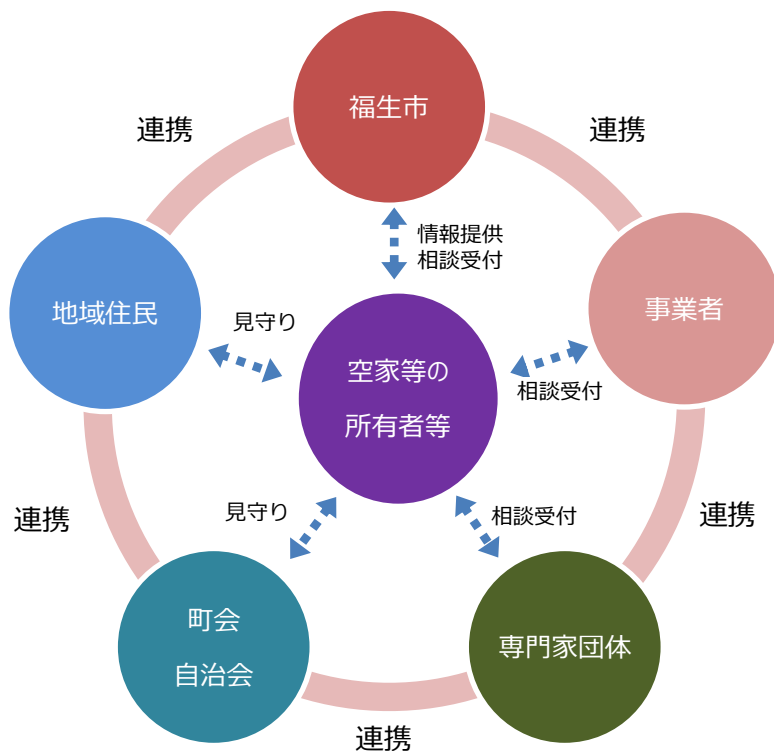 福生市
連携
連携
情報提供
相談受付
地域住民
見守り
事業者
空家等の
所有者等
相談受付
連携
見守り
相談受付
連携
町会
自治会
専門家団体
連携